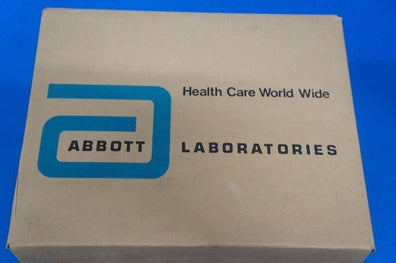 Health Care World Wide
ABBOTT LABORATORIES